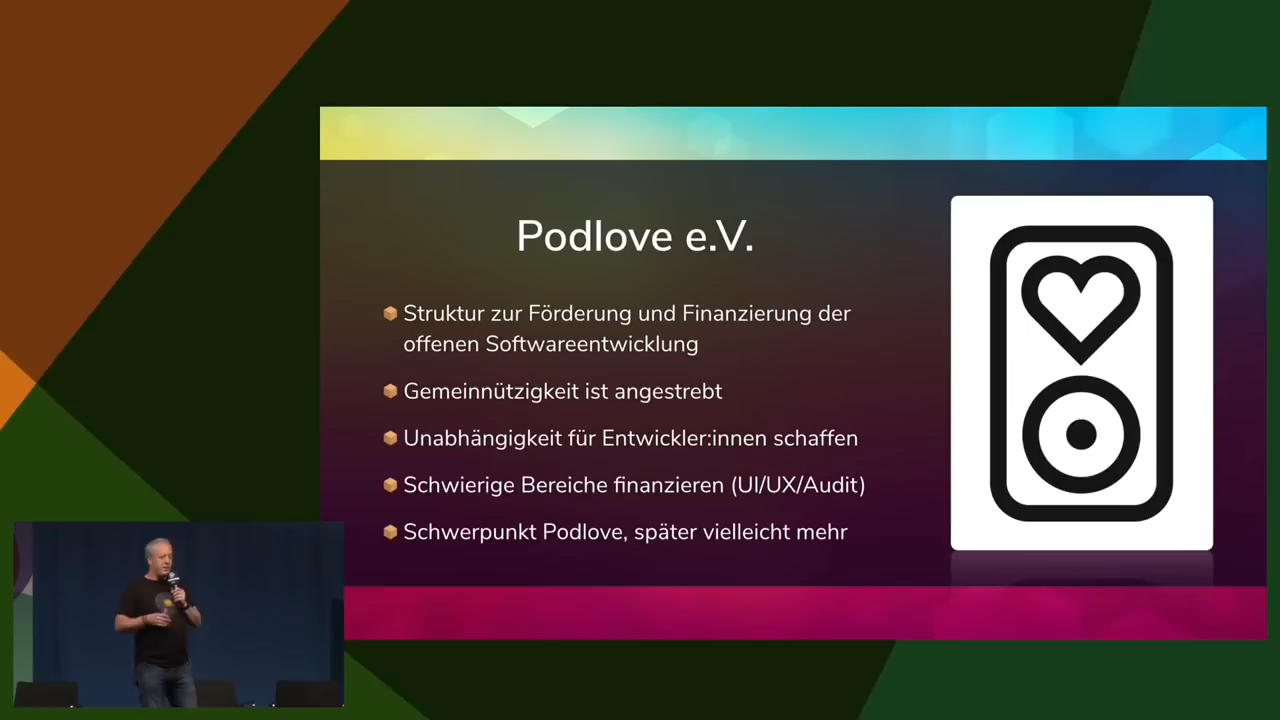 Podlove e.V.
Struktur zur Förderung und Finanzierung der
offenen Softwareentwicklung
Gemeinnützigkeit ist angestrebt
Unabhängigkeit für Entwickler:innen schaffen
Schwierige Bereiche finanzieren (UI/UX/Audit)
Schwerpunkt Podlove, später vielleicht mehr